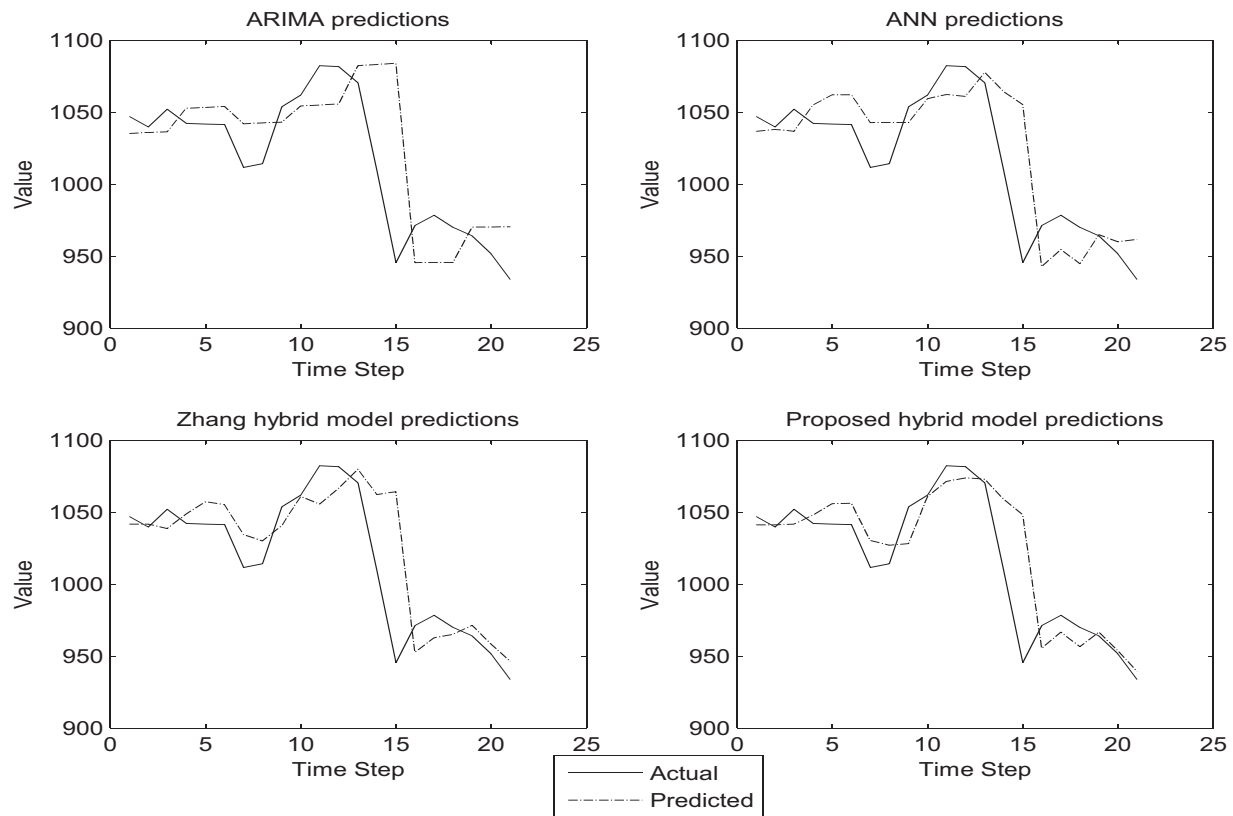 ARIMA predictions
1100
1050
1000
950
900
Value
0 5 10 15 20 25
Time Step
ANN predictions
1100
1050
1000
950
900
Value
0 5 10 15 20 25
Time Step
Zhang hybrid model predictions
1100
1050
1000
950
900
Value
0 5 10 15 20 25
Time Step
Proposed hybrid model predictions
1100
1050
1000
950
900
Value
0 5 10 15 20 25
Time Step
Actual
Predicted